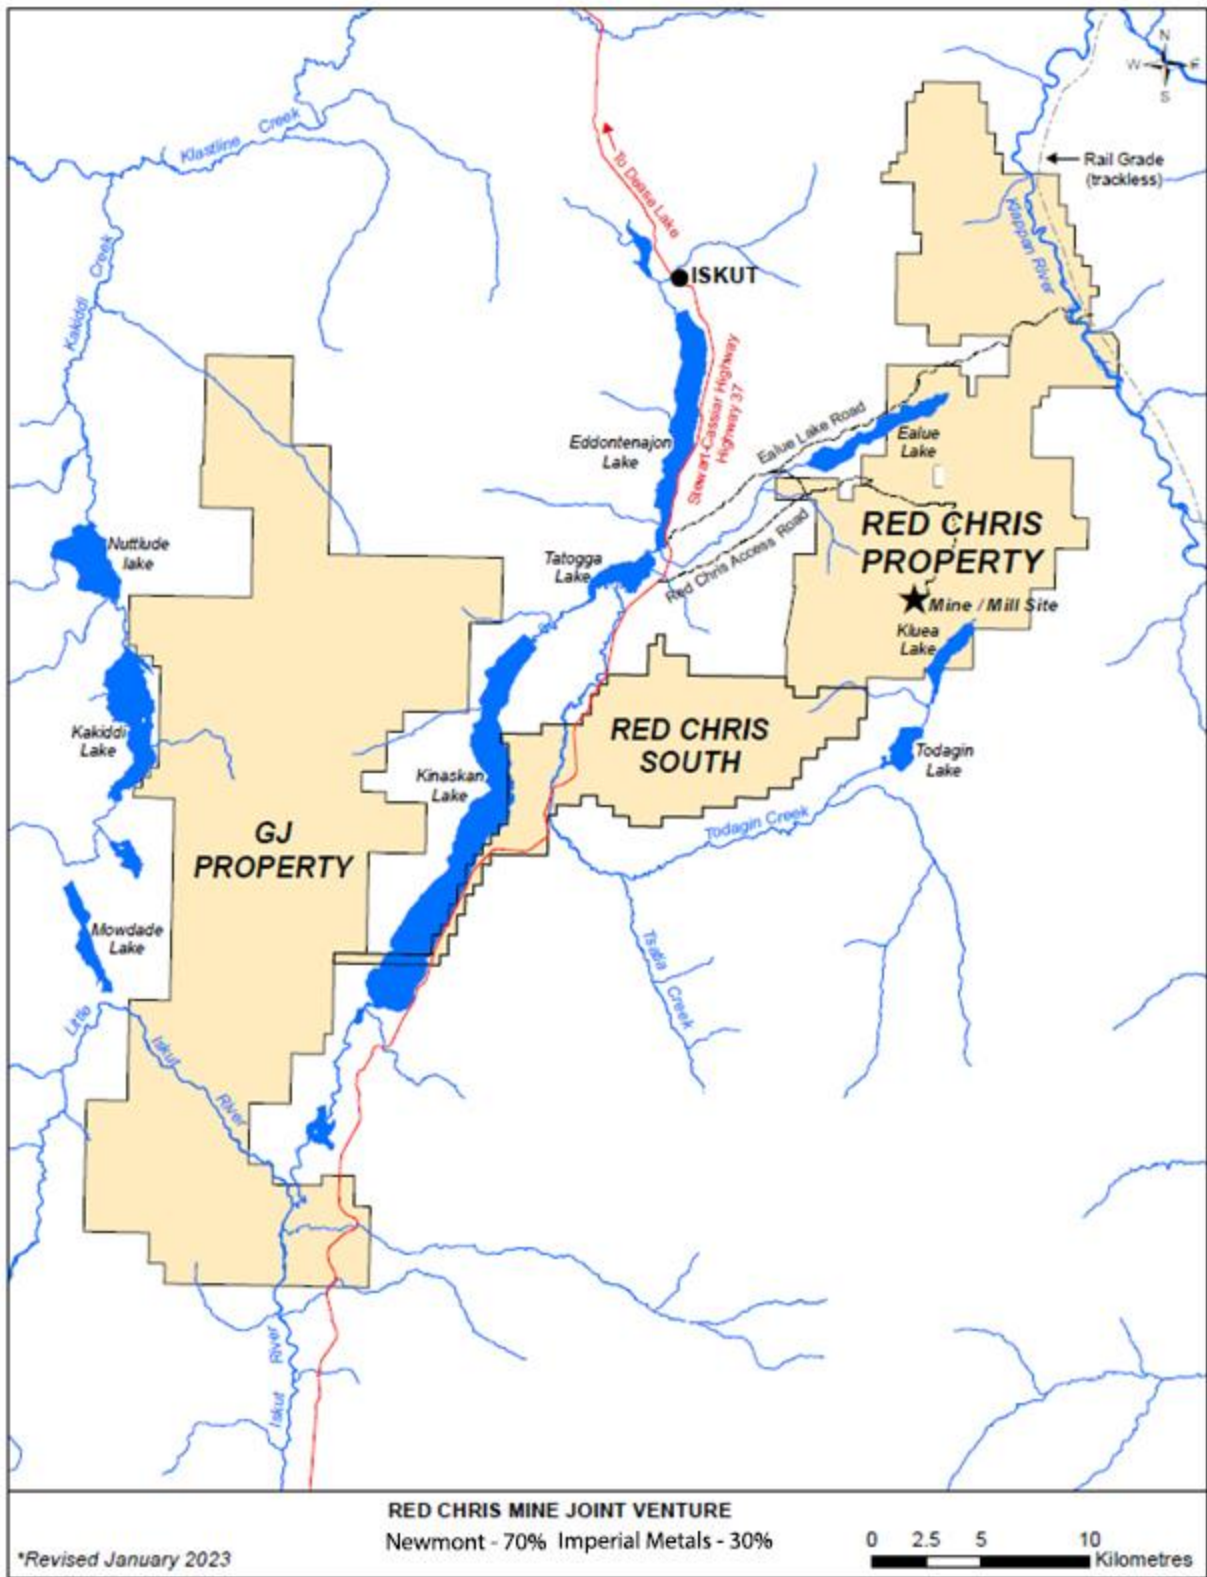 N
W E
S
Klastline Creek
To Dease Lake
Rail Grade
(trackless)
Klappan River
Kakiddi Creek
ISKUT
Stewart-Cassiar Highway
Highway 37
Eddontenajon
Lake
Ealue Lake Road
Ealue
Lake
Nuttlude
lake
Tatogga
Lake
Red Chris Access Road
RED CHRIS
PROPERTY
Mine / Mill Site
Kluea
Lake
Kakiddi
Lake
Kinaskan
Lake
RED CHRIS
SOUTH
Todagin
Lake
Todagin Creek
GJ
PROPERTY
Mowdade
Lake
Tsatia Creek
Little Iskut River
Iskut River
RED CHRIS MINE JOINT VENTURE
Newmont - 70% Imperial Metals - 30%
*Revised January 2023
0 2.5 5 10
Kilometres